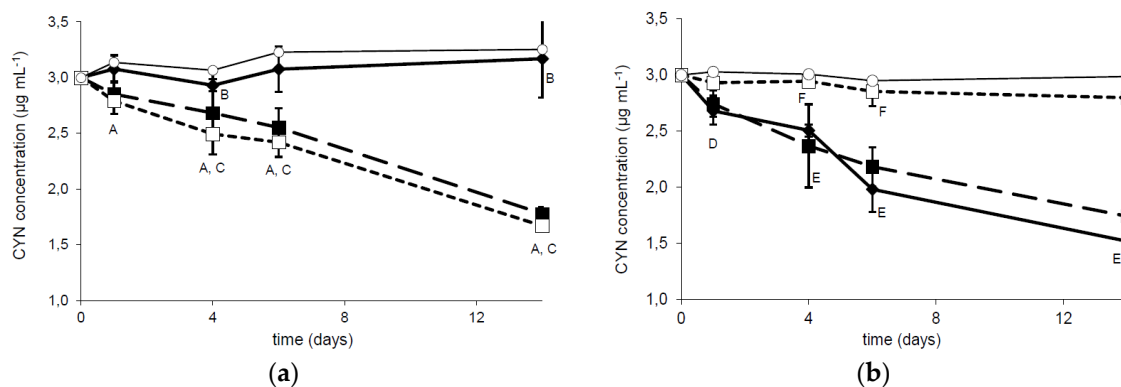 3,5
3,0
2,5
2,0
1,5
1,0
CYN concentration (µg mL⁻¹)
A
B
A, C
A, C
B
A, C
0
4
8
12
time (days)
(a)
3,5
3,0
2,5
2,0
1,5
1,0
CYN concentration (µg mL⁻¹)
D
F
E
F
E
E
0
4
8
12
time (days)
(b)